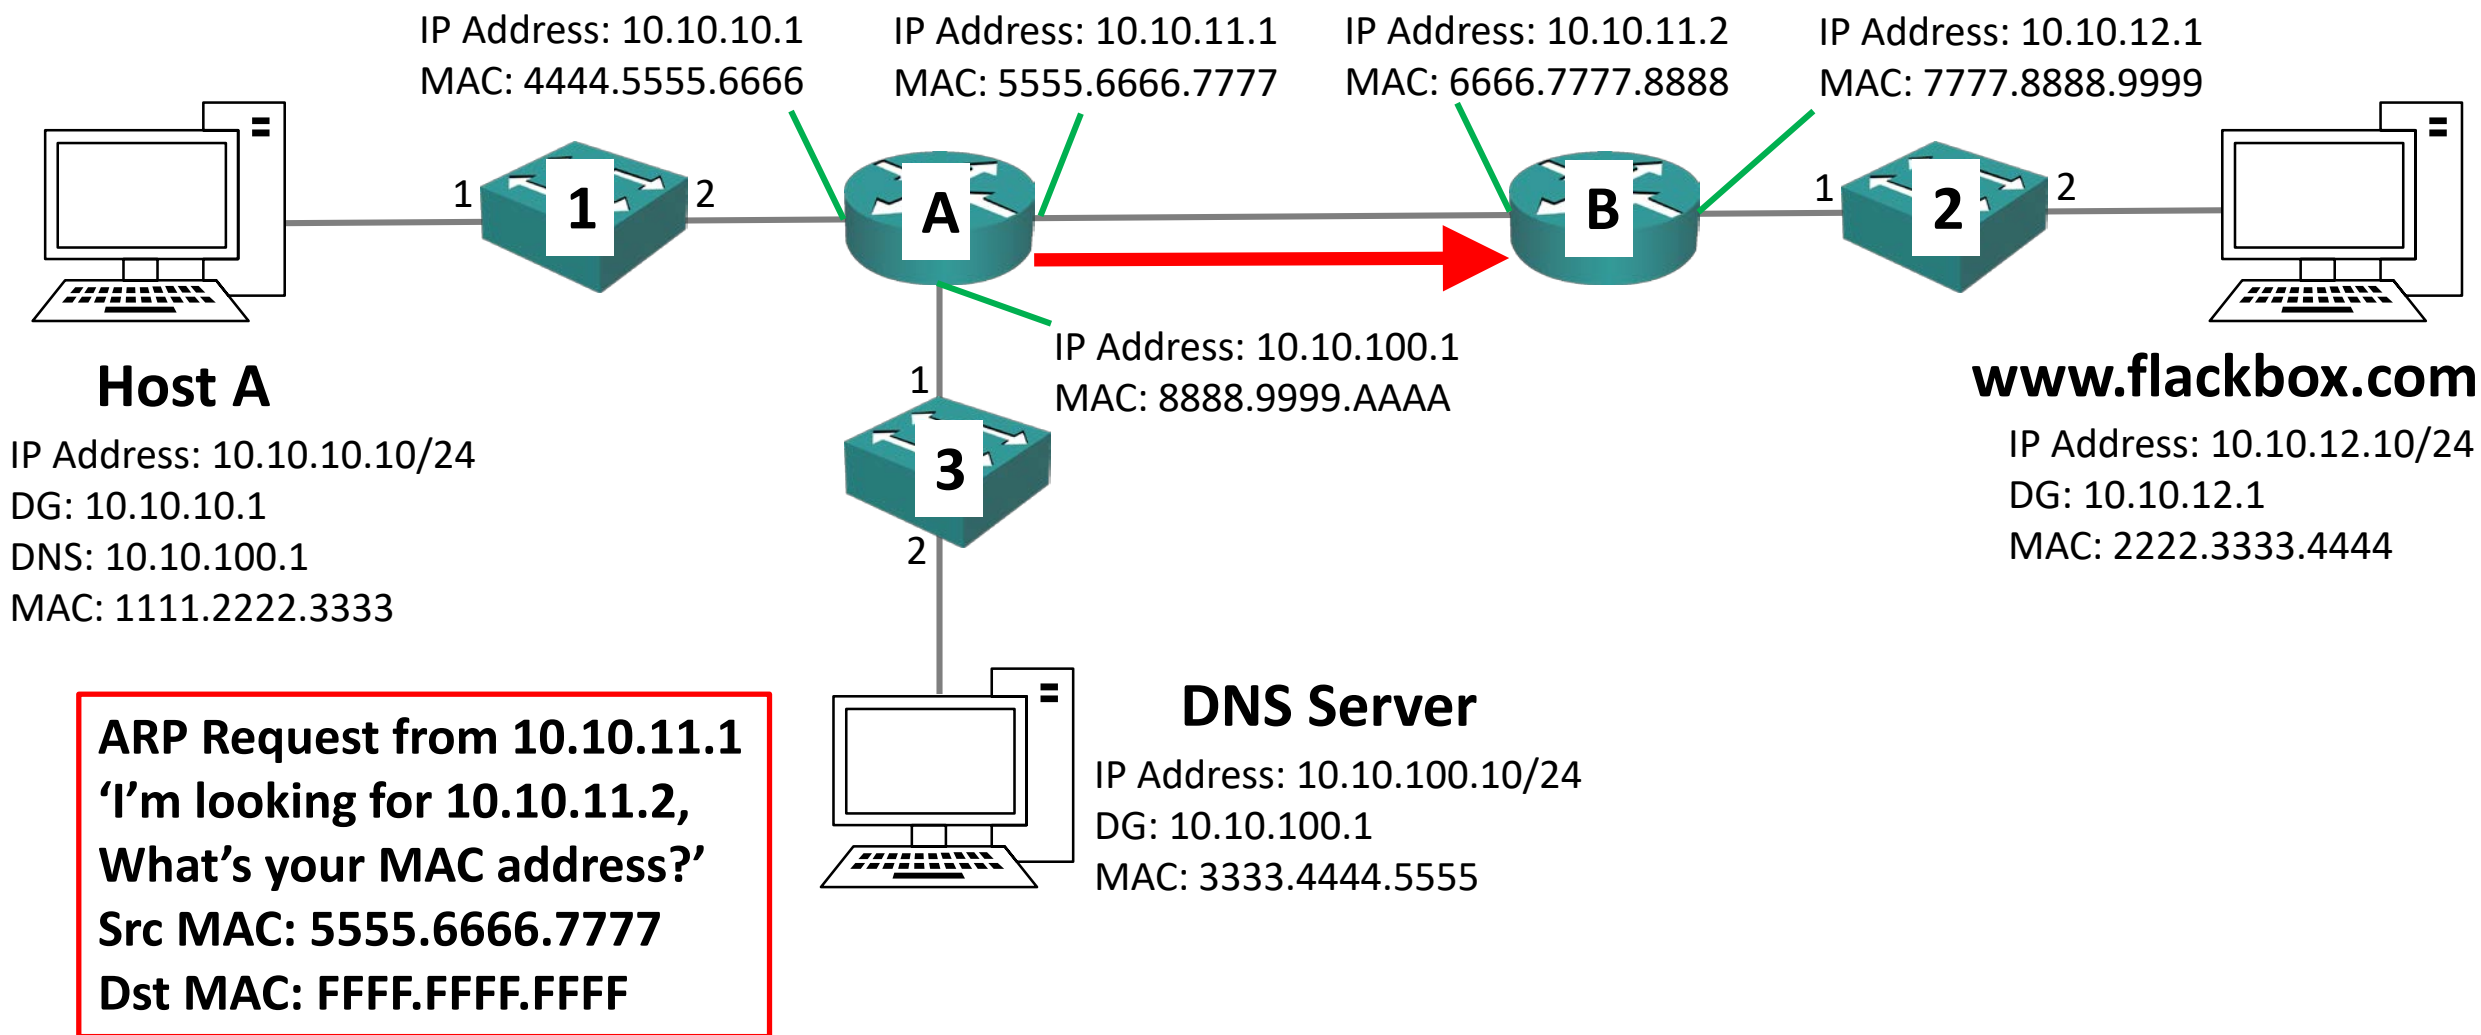 IP Address: 10.10.10.1
MAC: 4444.5555.6666
IP Address: 10.10.11.1
MAC: 5555.6666.7777
IP Address: 10.10.11.2
MAC: 6666.7777.8888
IP Address: 10.10.12.1
MAC: 7777.8888.9999
1
1
2
A
B
1
2
2
IP Address: 10.10.100.1
MAC: 8888.9999.AAAA
1
3
2
Host A
IP Address: 10.10.10.10/24
DG: 10.10.10.1
DNS: 10.10.100.1
MAC: 1111.2222.3333
www.flackbox.com
IP Address: 10.10.12.10/24
DG: 10.10.12.1
MAC: 2222.3333.4444
ARP Request from 10.10.11.1
‘I’m looking for 10.10.11.2,
What’s your MAC address?’
Src MAC: 5555.6666.7777
Dst MAC: FFFF.FFFF.FFFF
DNS Server
IP Address: 10.10.100.10/24
DG: 10.10.100.1
MAC: 3333.4444.5555